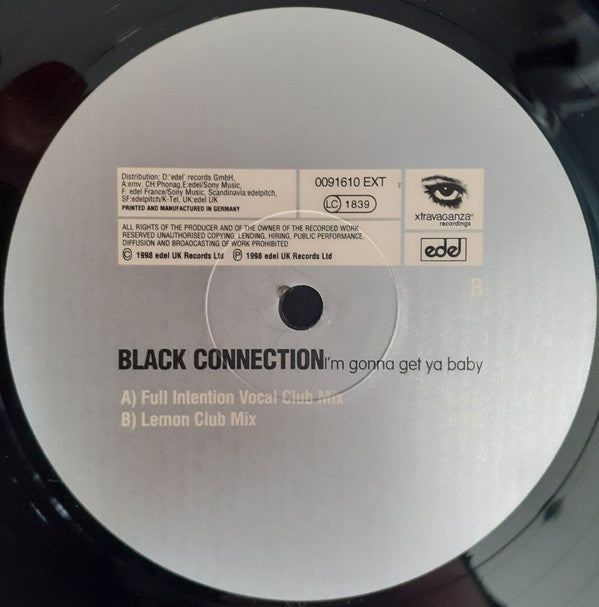 Distribution: D:'edel' records GmbH,
A:emv, CH:Phonag,E:edel/Sony Music,
F: edel France/Sony Music, Scandinavia:edelpitch,
SF:edelpitch/K-Tel, UK:edel UK
PRINTED AND MANUFACTURED IN GERMANY
0091610 EXT
LC 1839
xtravaganza®
recordings
ALL RIGHTS OF THE PRODUCER AND OF THE OWNER OF THE RECORDED WORK
RESERVED UNAUTHORISED COPYING, LENDING, HIRING, PUBLIC PERFORMANCE,
DIFFUSION AND BROADCASTING OF WORK PROHIBITED
© 1998 edel UK Records Ltd ℗ 1998 edel UK Records Ltd
edel
B
BLACK CONNECTION I'm gonna get ya baby
A) Full Intention Vocal Club Mix
B) Lemon Club Mix